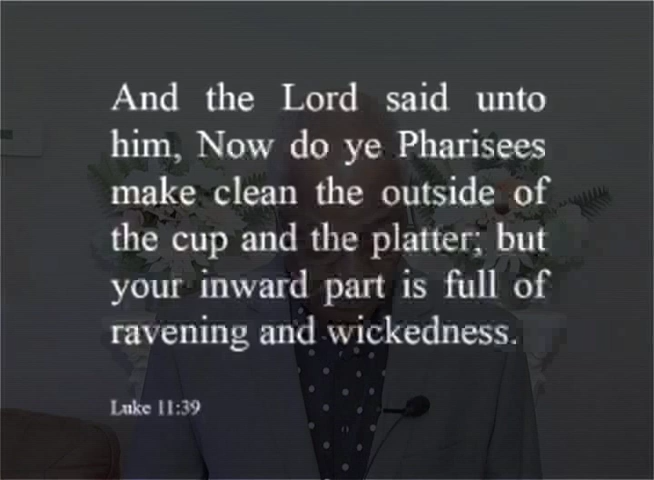 And the Lord said unto
him, Now do ye Pharisees
make clean the outside of
the cup and the platter; but
your inward part is full of
ravening and wickedness.
Luke 11:39